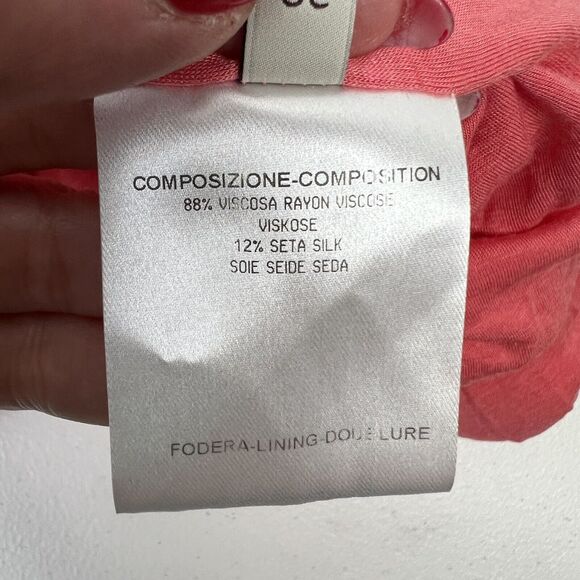 COMPOSIZIONE-COMPOSITION
88% VISCOSA RAYON VISCOSE
VISKOSE
12% SETA SILK
SOIE SEIDE SEDA
FODERA-LINING-DOUBLURE